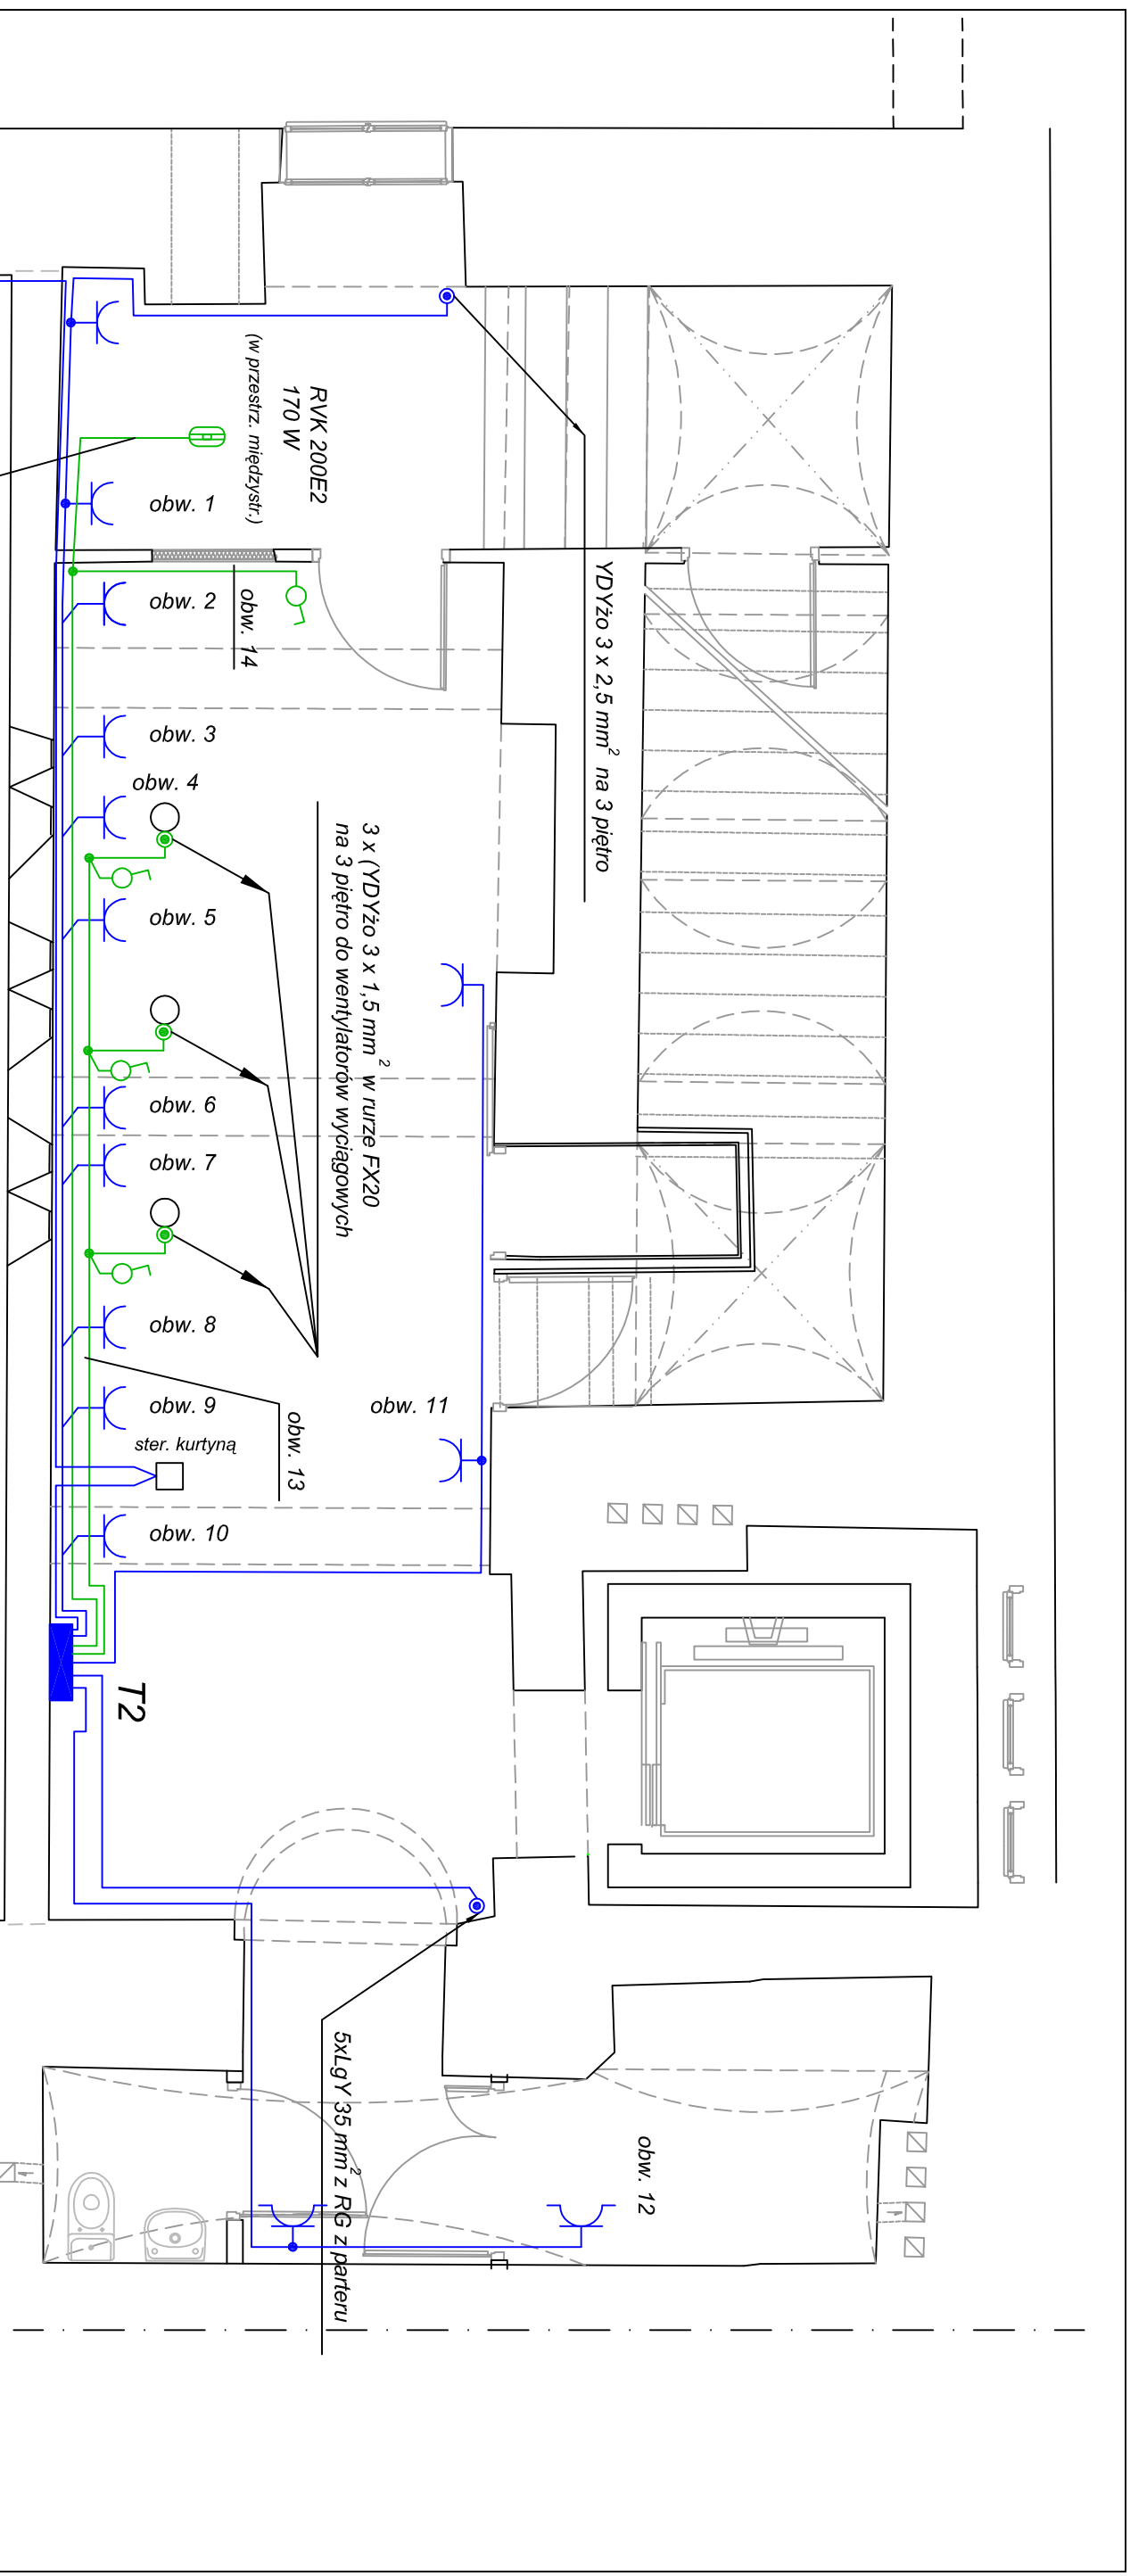 RVK 200E2
170 W
(w przestrz. międzystr.)
obw. 1
obw. 2
obw. 14
YDYżo 3 x 2,5 mm² na 3 piętro
obw. 3
obw. 4
3 x (YDYżo 3 x 1,5 mm² w rurze FX20
na 3 piętro do wentylatorów wyciągowych
obw. 5
obw. 6
obw. 7
obw. 8
obw. 9
obw. 11
ster. kurtyną
obw. 13
obw. 10
T2
5xLgY 35 mm² z RG z parteru
obw. 12